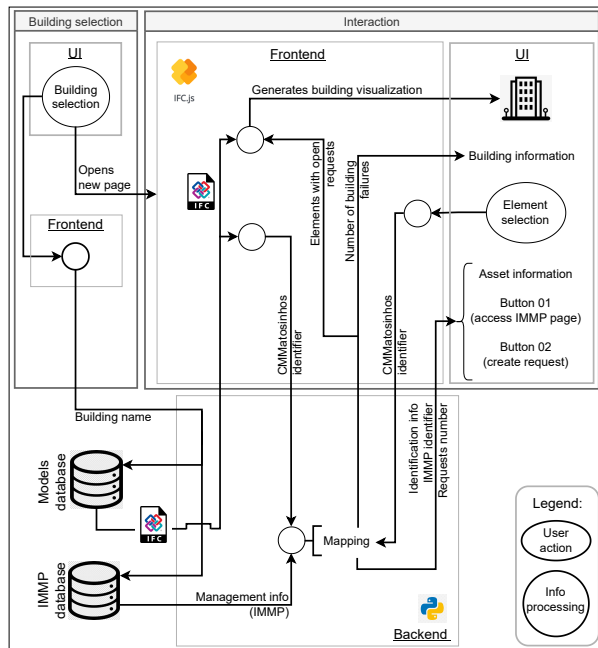 Building selection
Interaction
UI
Building
selection
Opens
new page
Frontend
Building name
Frontend
IFC.js
Generates building visualization
IFC
Elements with open
requests
Number of building
failures
CMMatosinhos
identifier
CMMatosinhos
identifier
UI
Building information
Element
selection
Asset information
Button 01
(access IMMP page)
Button 02
(create request)
Identification info
IMMP identifier
Requests number
Models
database
IFC
IMMP
database
Management info
(IMMP)
Mapping
Backend
Legend:
User
action
Info
processing